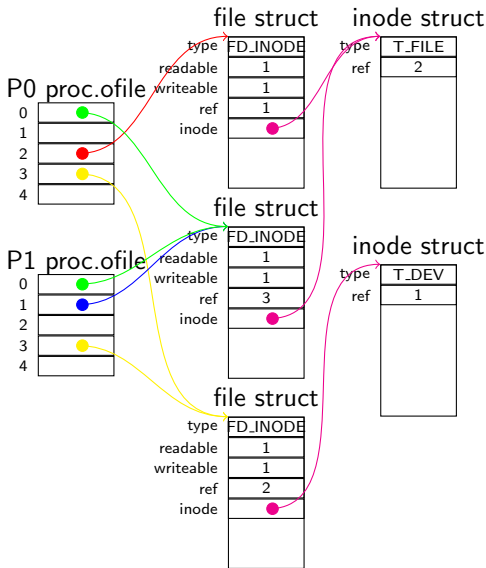 file struct
type FD_INODE
readable 1
writeable 1
ref 1
inode
inode struct
type T_FILE
ref 2
P0 proc.ofile
0
1
2
3
4
file struct
type FD_INODE
readable 1
writeable 1
ref 3
inode
inode struct
type T_DEV
ref 1
P1 proc.ofile
0
1
2
3
4
file struct
type FD_INODE
readable 1
writeable 1
ref 2
inode